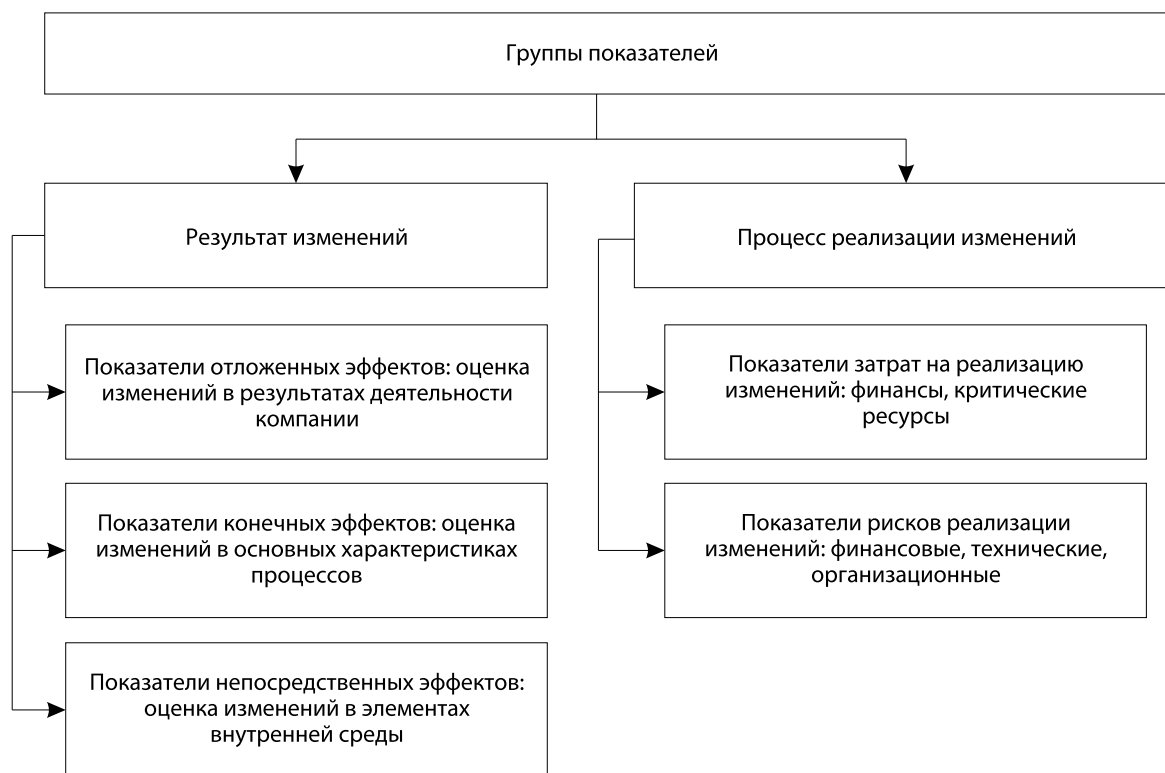 Группы показателей
Результат изменений
Процесс реализации изменений
Показатели отложенных эффектов: оценка
изменений в результатах деятельности
компании
Показатели затрат на реализацию
изменений: финансы, критические
ресурсы
Показатели конечных эффектов: оценка
изменений в основных характеристиках
процессов
Показатели рисков реализации
изменений: финансовые, технические,
организационные
Показатели непосредственных эффектов:
оценка изменений в элементах
внутренней среды